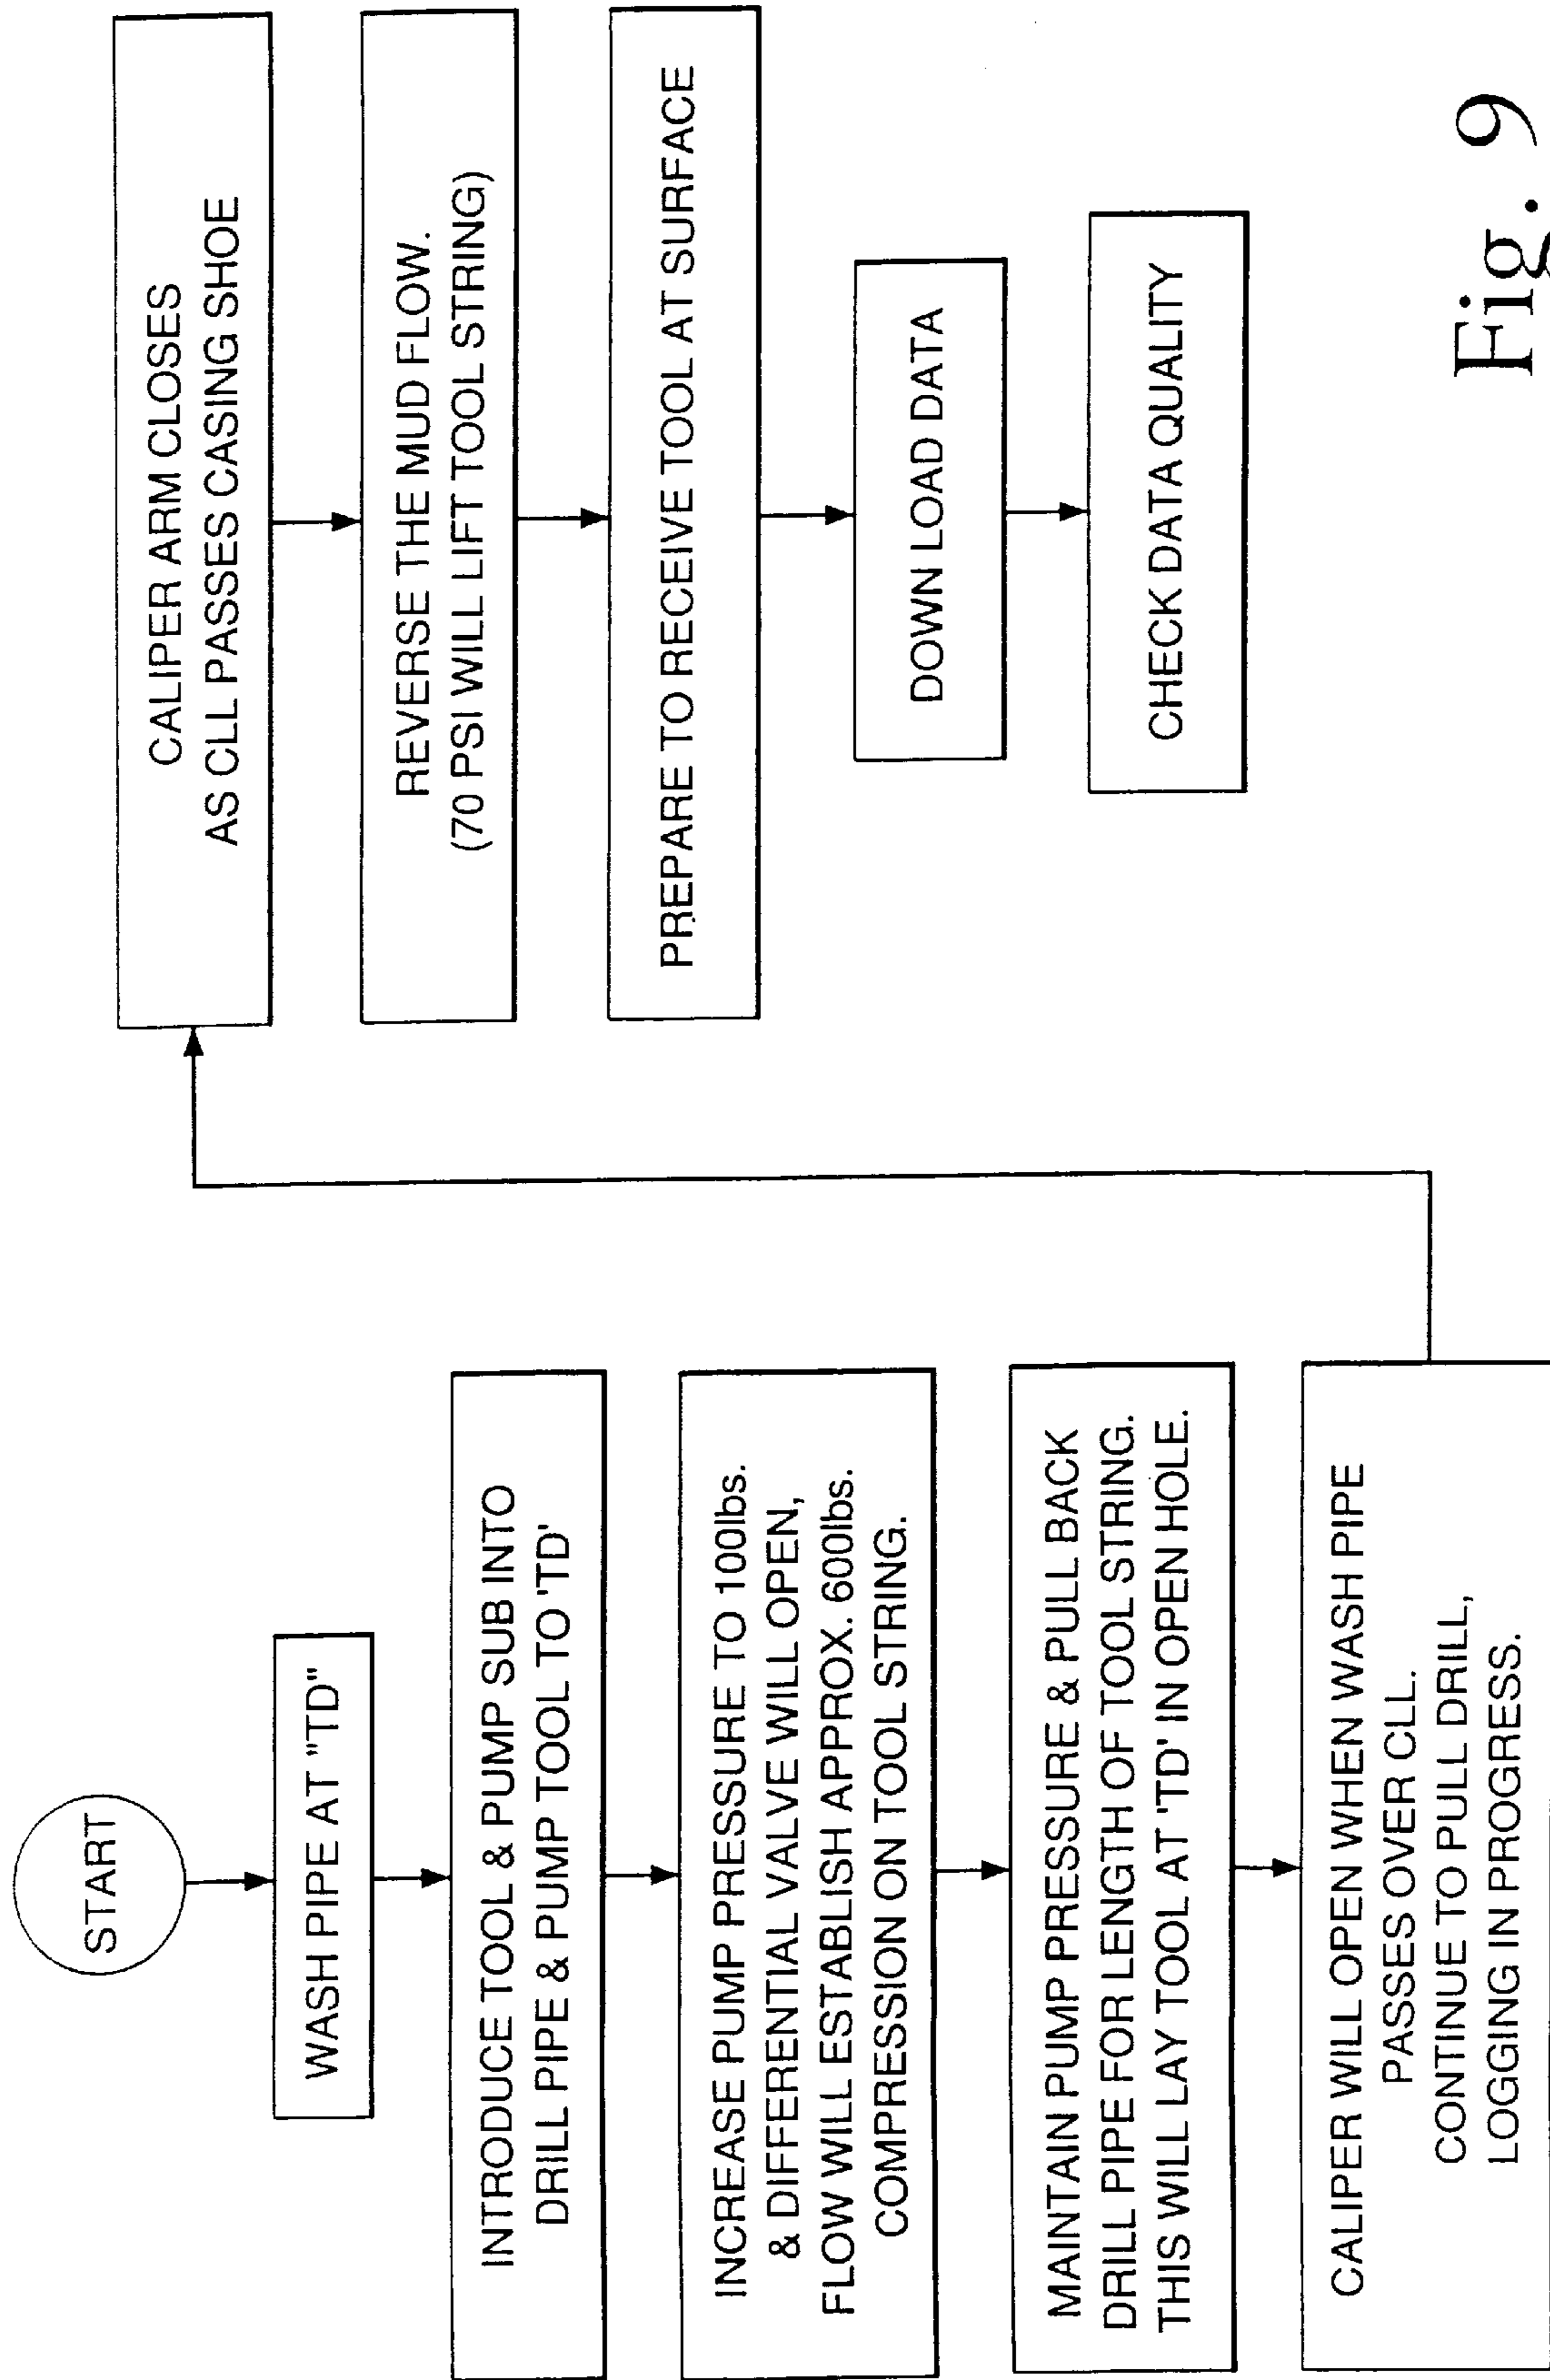 START
WASH PIPE AT "TD"
INTRODUCE TOOL & PUMP SUB INTO
DRILL PIPE & PUMP TOOL TO 'TD'
INCREASE PUMP PRESSURE TO 100lbs.
& DIFFERENTIAL VALVE WILL OPEN,
FLOW WILL ESTABLISH APPROX. 600lbs.
COMPRESSION ON TOOL STRING.
MAINTAIN PUMP PRESSURE & PULL BACK
DRILL PIPE FOR LENGTH OF TOOL STRING.
THIS WILL LAY TOOL AT 'TD' IN OPEN HOLE.
CALIPER WILL OPEN WHEN WASH PIPE
PASSES OVER CLL.
CONTINUE TO PULL DRILL,
LOGGING IN PROGRESS.
CALIPER ARM CLOSES
AS CLL PASSES CASING SHOE
REVERSE THE MUD FLOW.
(70 PSI WILL LIFT TOOL STRING)
PREPARE TO RECEIVE TOOL AT SURFACE
DOWN LOAD DATA
CHECK DATA QUALITY
Fig. 9